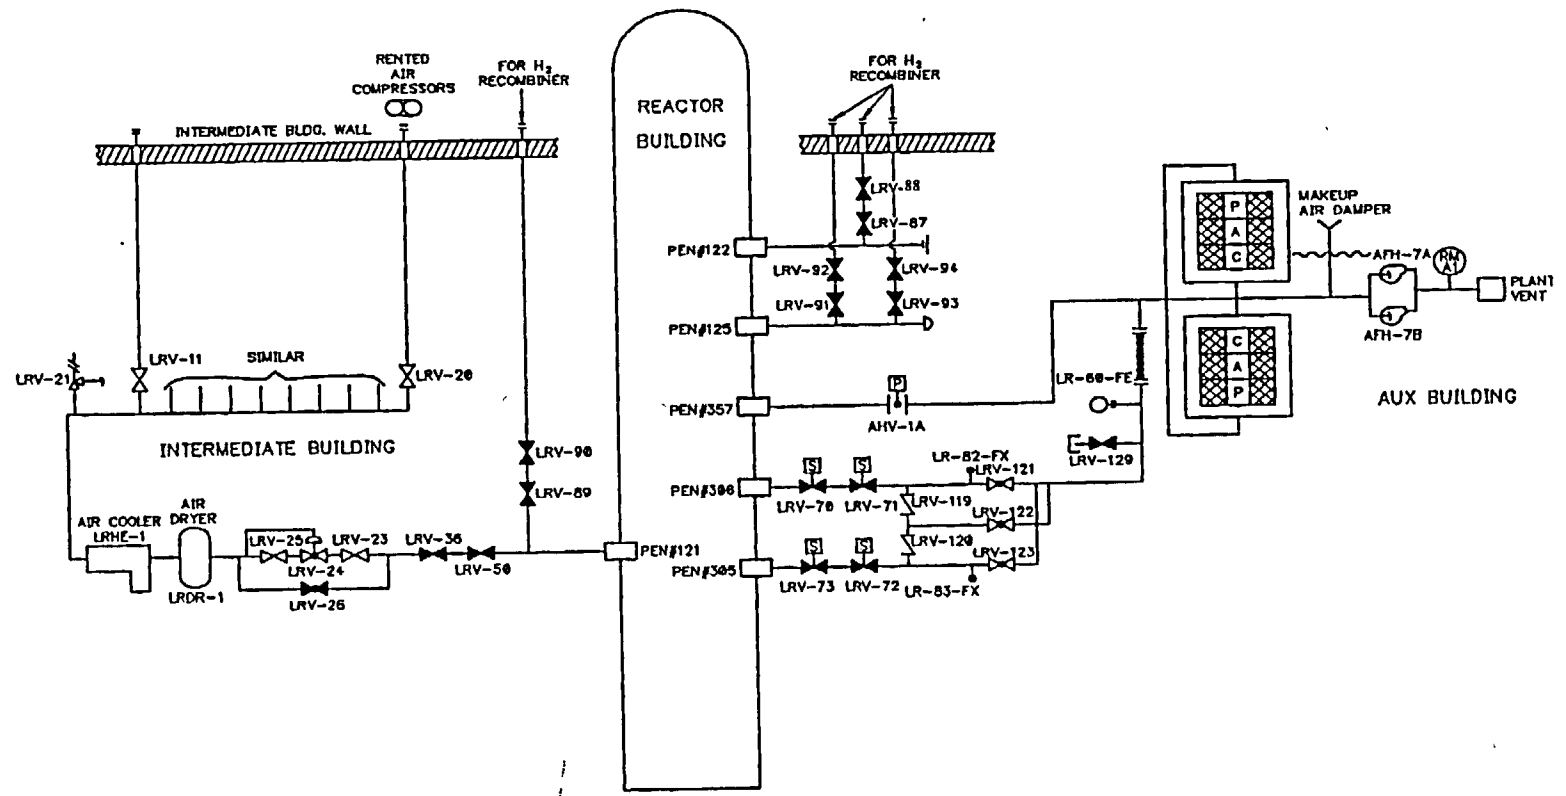 RENTED
AIR
COMPRESSORS
FOR H2
RECOMBINER
INTERMEDIATE BLDG. WALL
LRV-21
LRV-11
SIMILAR
LRV-20
INTERMEDIATE BUILDING
LRV-90
LRV-89
AIR COOLER
LRHE-1
AIR
DRYER
LRDR-1
LRV-25
LRV-23
LRV-24
LRV-26
LRV-36
LRV-50
REACTOR
BUILDING
PEN#121
PEN#122
PEN#125
PEN#357
PEN#306
PEN#305
FOR H2
RECOMBINER
LRV-88
LRV-87
LRV-92
LRV-94
LRV-91
LRV-93
P
AHV-1A
S
S
LRV-70
LRV-71
LR-82-FX
LRV-121
LRV-119
LRV-122
LRV-120
LRV-123
S
S
LRV-73
LRV-72
LR-83-FX
LR-60-FE
LRV-129
P
A
C
C
A
P
MAKEUP
AIR DAMPER
AFH-7A
RM
A1
PLANT
VENT
AFH-7B
AUX BUILDING